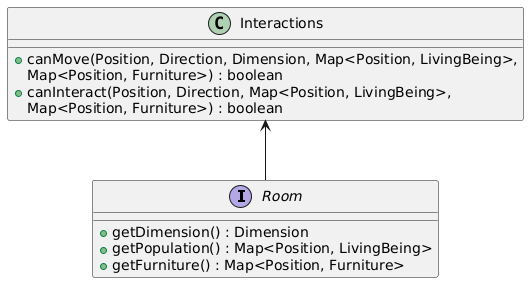 C Interactions
canMove(Position, Direction, Dimension, Map<Position, LivingBeing>,
Map<Position, Furniture>) : boolean
canInteract(Position, Direction, Map<Position, LivingBeing>,
Map<Position, Furniture>) : boolean
I Room
getDimension() : Dimension
getPopulation() : Map<Position, LivingBeing>
getFurniture() : Map<Position, Furniture>